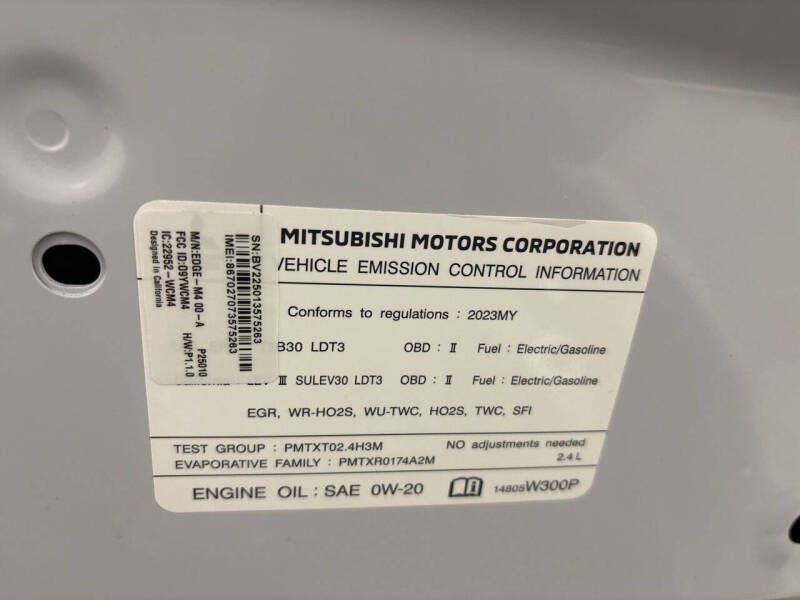 MITSUBISHI MOTORS CORPORATION
VEHICLE EMISSION CONTROL INFORMATION
Conforms to regulations : 2023MY
B30 LDT3 OBD : II Fuel : Electric/Gasoline
III SULEV30 LDT3 OBD : II Fuel : Electric/Gasoline
EGR, WR-HO2S, WU-TWC, HO2S, TWC, SFI
TEST GROUP : PMTXT02.4H3M NO adjustments needed
EVAPORATIVE FAMILY : PMTXR0174A2M 2.4 L
ENGINE OIL : SAE 0W-20 14805W300P
SN:BV225013575263
IMEI:867027073575263
M/N:EDGE-M4 00-A P25010
FCC ID:O9YWCM4 H/W:P1.1.0
IC:22952-WCM4
Designed in California